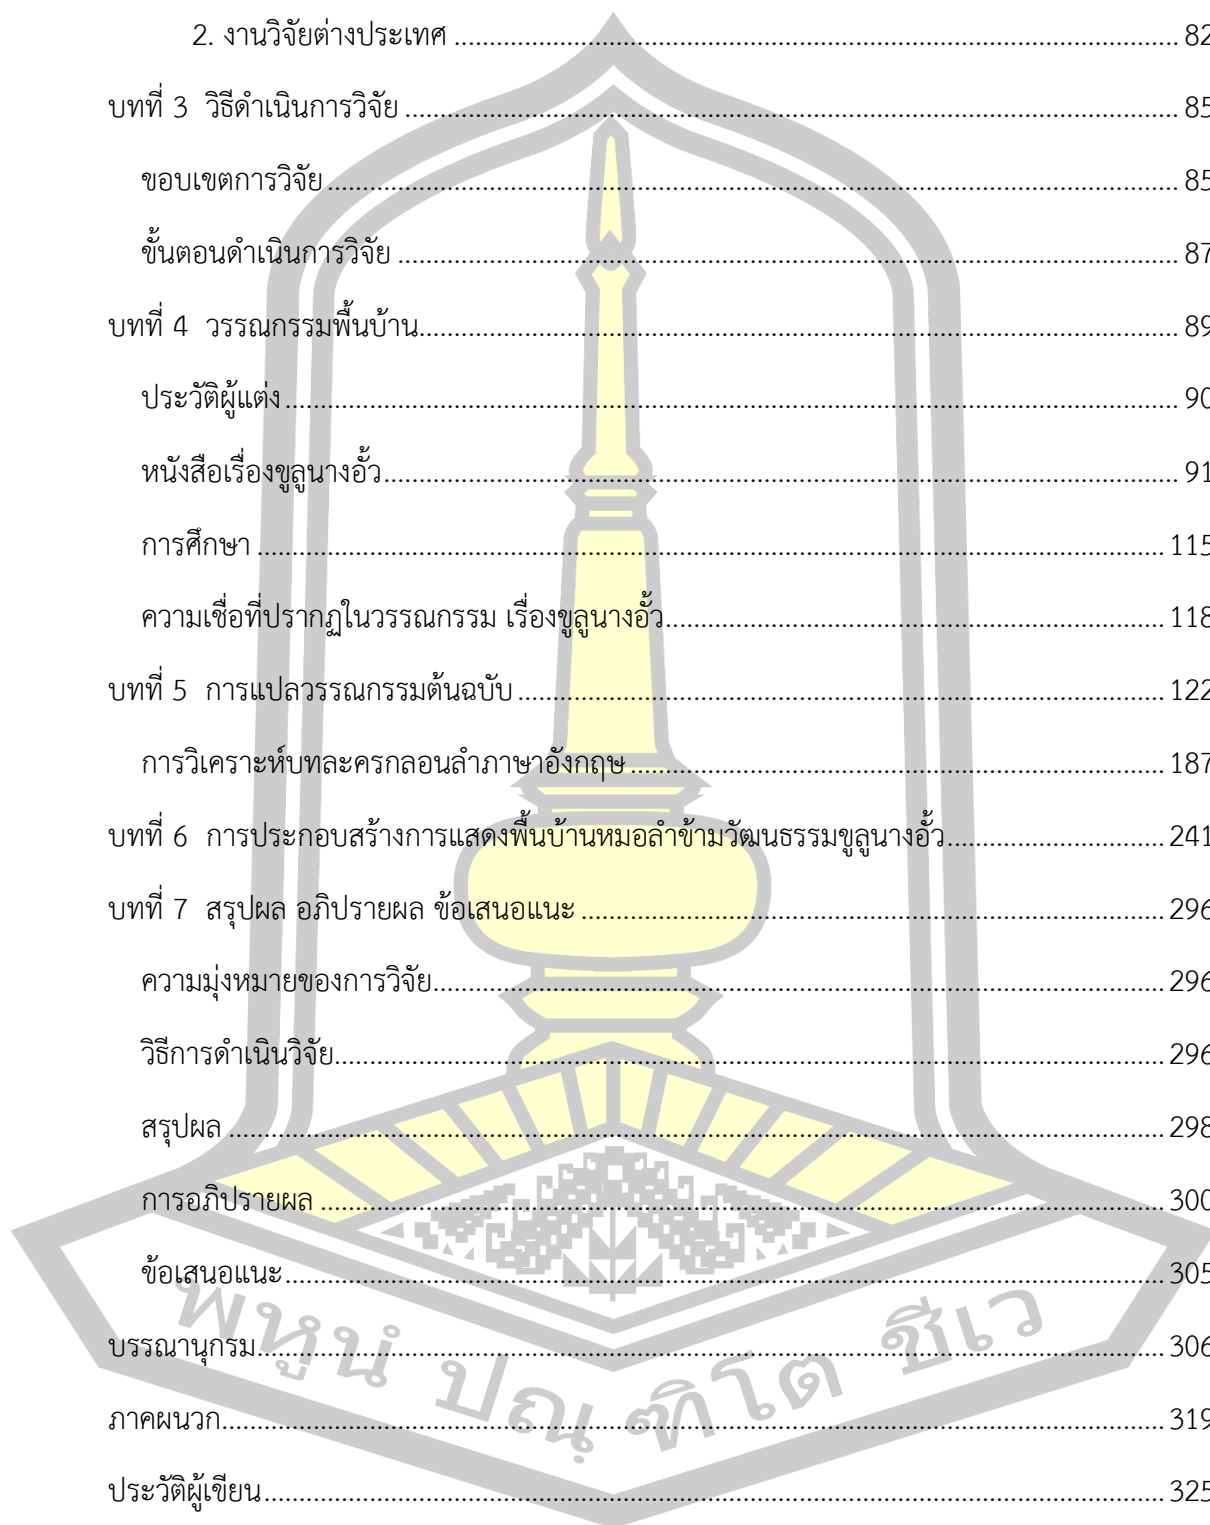 2. งานวิจัยต่างประเทศ ........................................ 82
บทที่ 3 วิธีดำเนินการวิจัย ........................................ 85
ขอบเขตการวิจัย ........................................ 85
ขั้นตอนดำเนินการวิจัย ........................................ 87
บทที่ 4 วรรณกรรมพื้นบ้าน ........................................ 89
ประวัติผู้แต่ง ........................................ 90
หนังสือเรื่องขูลูนางอั้ว ........................................ 91
การศึกษา ........................................ 115
ความเชื่อที่ปรากฏในวรรณกรรม เรื่องขูลูนางอั้ว ........................................ 118
บทที่ 5 การแปลวรรณกรรมต้นฉบับ ........................................ 122
การวิเคราะห์บทละครกลอนลำภาษาอังกฤษ ........................................ 187
บทที่ 6 การประกอบสร้างการแสดงพื้นบ้านหมอลำข้ามวัฒนธรรมขูลูนางอั้ว ........................................ 241
บทที่ 7 สรุปผล อภิปรายผล ข้อเสนอแนะ ........................................ 296
ความมุ่งหมายของการวิจัย ........................................ 296
วิธีการดำเนินวิจัย ........................................ 296
สรุปผล ........................................ 298
การอภิปรายผล ........................................ 300
ข้อเสนอแนะ ........................................ 305
บรรณานุกรม ........................................ 306
ภาคผนวก ........................................ 319
ประวัติผู้เขียน ........................................ 325
พหูนํ ปณฺฑิโต ชีเว